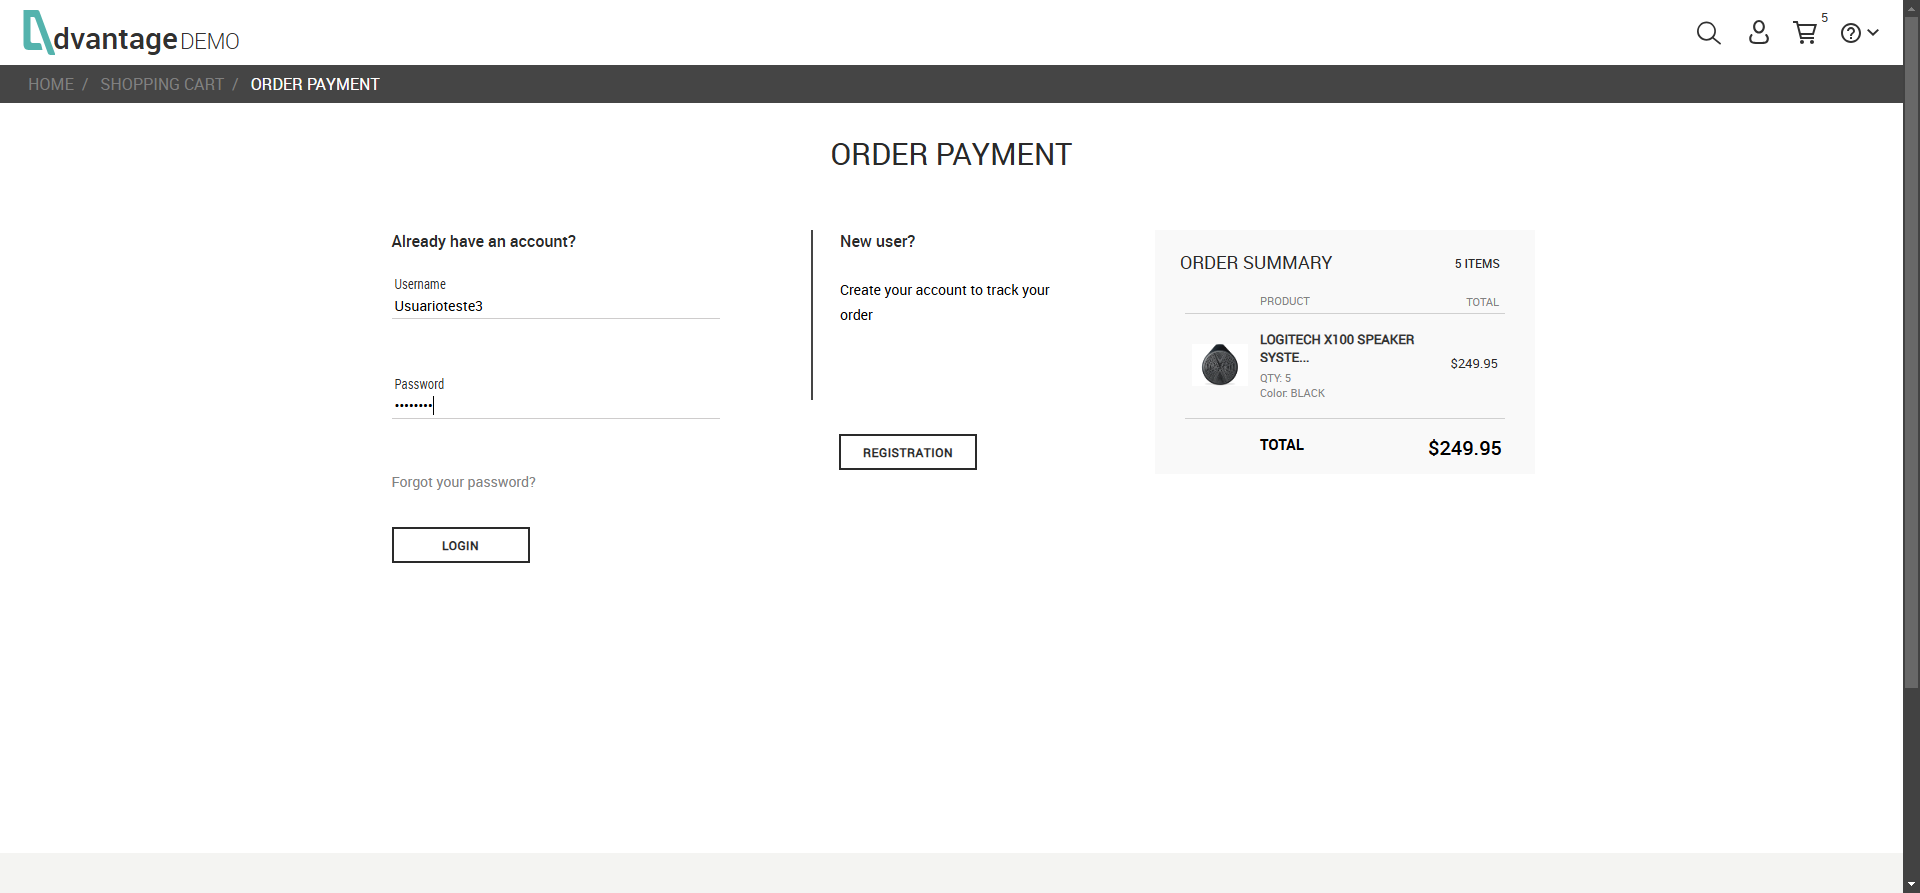 dvantage DEMO
5
HOME / SHOPPING CART / ORDER PAYMENT
ORDER PAYMENT
Already have an account?
Username
Usuarioteste3
Password
••••••••
Forgot your password?
LOGIN
New user?
Create your account to track your
order
REGISTRATION
ORDER SUMMARY
5 ITEMS
PRODUCT
TOTAL
LOGITECH X100 SPEAKER
SYSTE...
QTY: 5
Color: BLACK
$249.95
TOTAL
$249.95